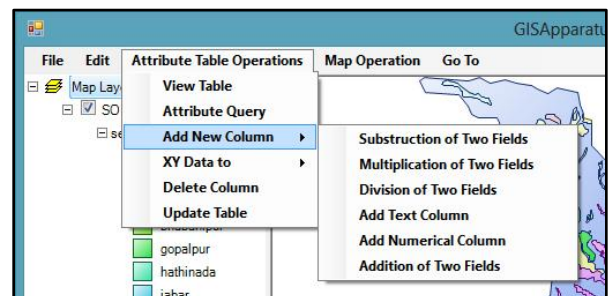 GISApparatu
File Edit Attribute Table Operations Map Operation Go To
Map Lay
View Table
SO
Attribute Query
se
Add New Column
Substruction of Two Fields
XY Data to
Multiplication of Two Fields
Delete Column
Division of Two Fields
Update Table
Add Text Column
Add Numerical Column
gopalpur
Addition of Two Fields
hathinada